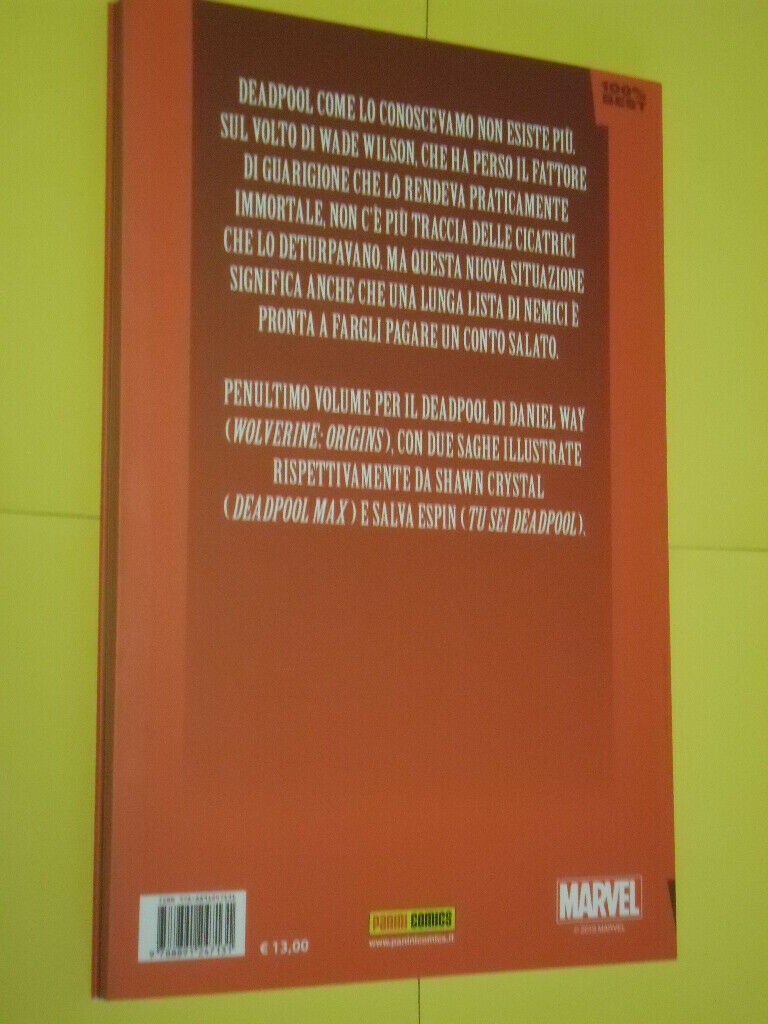 100%
BEST
DEADPOOL COME LO CONOSCEVAMO NON ESISTE PIÙ.
SUL VOLTO DI WADE WILSON, CHE HA PERSO IL FATTORE
DI GUARIGIONE CHE LO RENDEVA PRATICAMENTE
IMMORTALE, NON C'È PIÙ TRACCIA DELLE CICATRICI
CHE LO DETURPAVANO. MA QUESTA NUOVA SITUAZIONE
SIGNIFICA ANCHE CHE UNA LUNGA LISTA DI NEMICI È
PRONTA A FARGLI PAGARE UN CONTO SALATO.
PENULTIMO VOLUME PER IL DEADPOOL DI DANIEL WAY
(WOLVERINE: ORIGINS), CON DUE SAGHE ILLUSTRATE
RISPETTIVAMENTE DA SHAWN CRYSTAL
(DEADPOOL MAX) E SALVA ESPIN (TU SEI DEADPOOL).
€ 13,00
PANINI COMICS
www.paninicomics.it
MARVEL
MARVEL